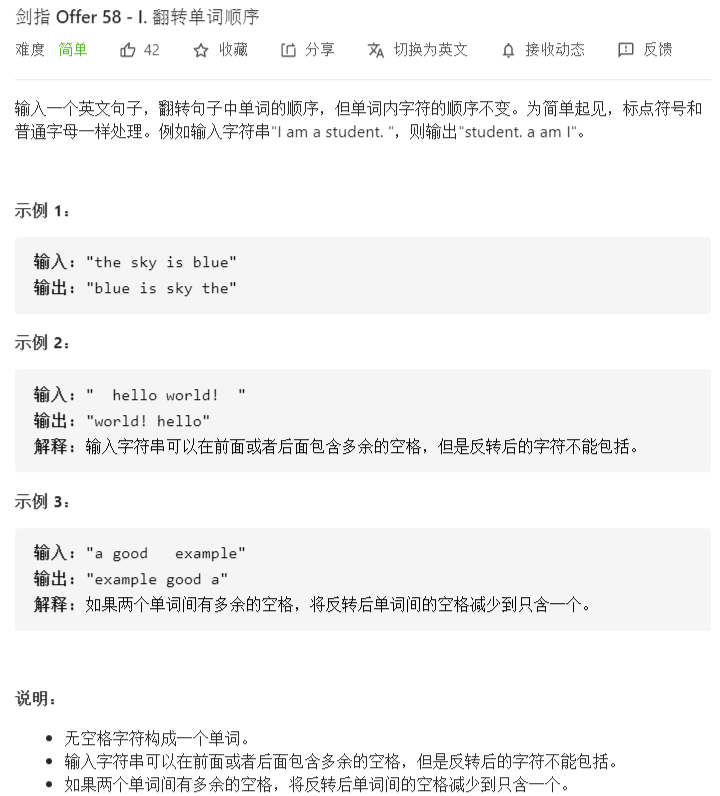 剑指 Offer 58 - I. 翻转单词顺序
难度 简单 42 收藏 分享 切换为英文 接收动态 反馈
输入一个英文句子，翻转句子中单词的顺序，但单词内字符的顺序不变。为简单起见，标点符号和
普通字母一样处理。例如输入字符串"I am a student. "，则输出"student. a am I"。
示例 1：
输入："the sky is blue"
输出："blue is sky the"
示例 2：
输入："  hello world!  "
输出："world! hello"
解释：输入字符串可以在前面或者后面包含多余的空格，但是反转后的字符不能包括。
示例 3：
输入："a good   example"
输出："example good a"
解释：如果两个单词间有多余的空格，将反转后单词间的空格减少到只含一个。
说明：
• 无空格字符构成一个单词。
• 输入字符串可以在前面或者后面包含多余的空格，但是反转后的字符不能包括。
• 如果两个单词间有多余的空格，将反转后单词间的空格减少到只含一个。